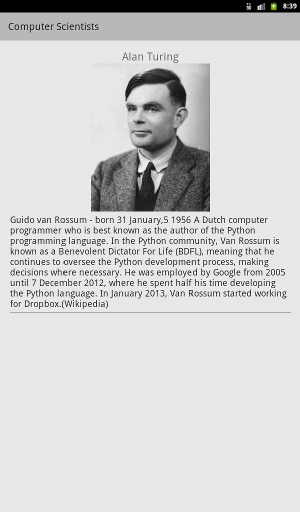 8:39
Computer Scientists
Alan Turing
Guido van Rossum - born 31 January,5 1956 A Dutch computer
programmer who is best known as the author of the Python
programming language. In the Python community, Van Rossum is
known as a Benevolent Dictator For Life (BDFL), meaning that he
continues to oversee the Python development process, making
decisions where necessary. He was employed by Google from 2005
until 7 December 2012, where he spent half his time developing
the Python language. In January 2013, Van Rossum started working
for Dropbox.(Wikipedia)